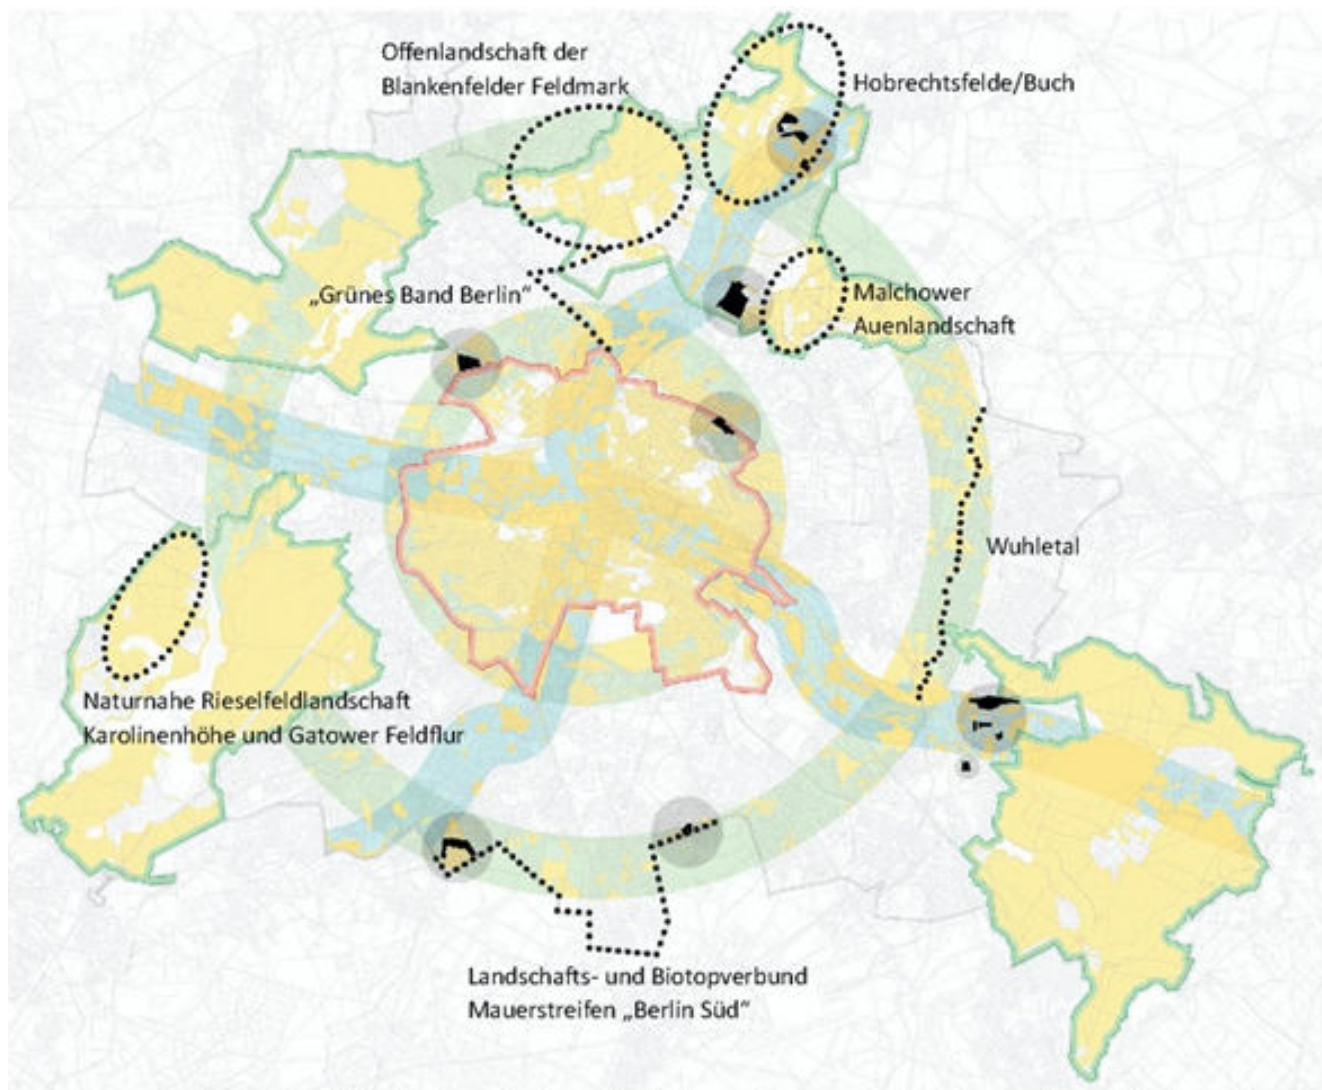 Offenlandschaft der
Blankenfelder Feldmark
Hobrechtsfelde/Buch
„Grünes Band Berlin“
Malchower
Auenlandschaft
Wuhletal
Naturnahe Rieselfeldlandschaft
Karolinenhöhe und Gatower Feldflur
Landschafts- und Biotopverbund
Mauerstreifen „Berlin Süd“